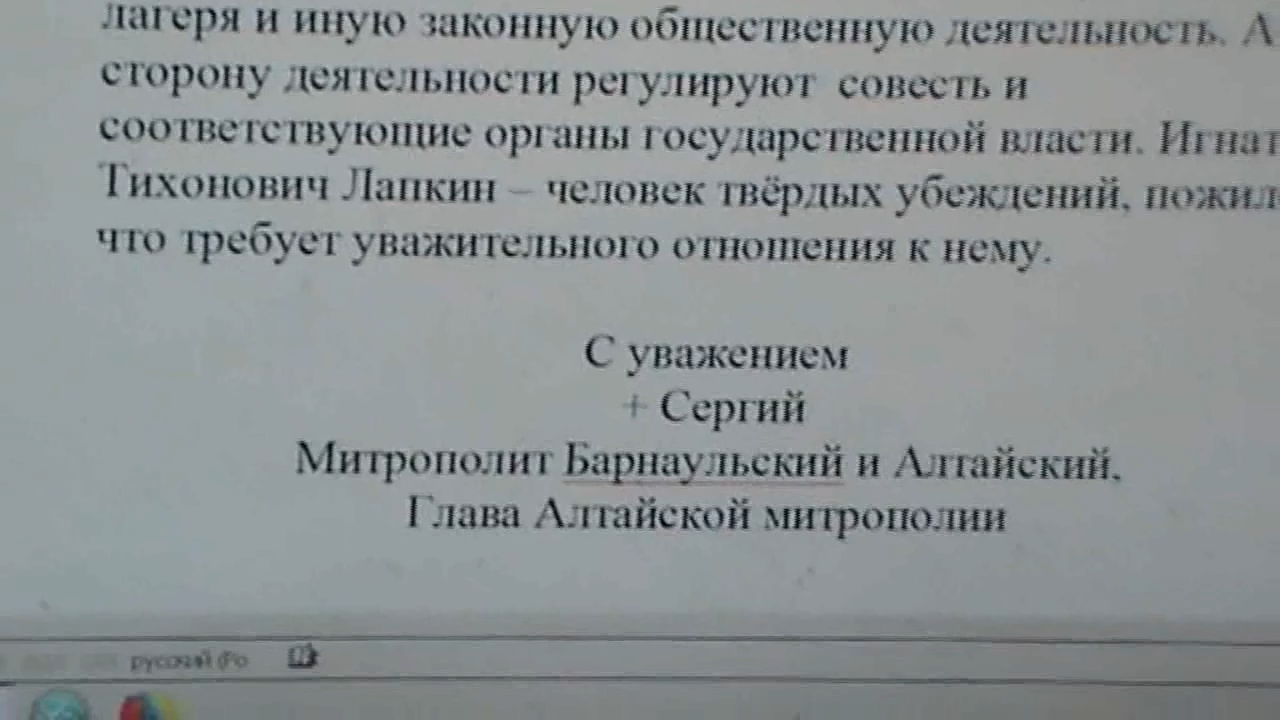 лагеря и иную законную общественную деятельность. А
сторону деятельности регулируют совесть и
соответствующие органы государственной власти. Игнат
Тихонович Лапкин – человек твёрдых убеждений, пожил
что требует уважительного отношения к нему.
С уважением
+ Сергий
Митрополит Барнаульский и Алтайский,
Глава Алтайской митрополии
русский (Ро